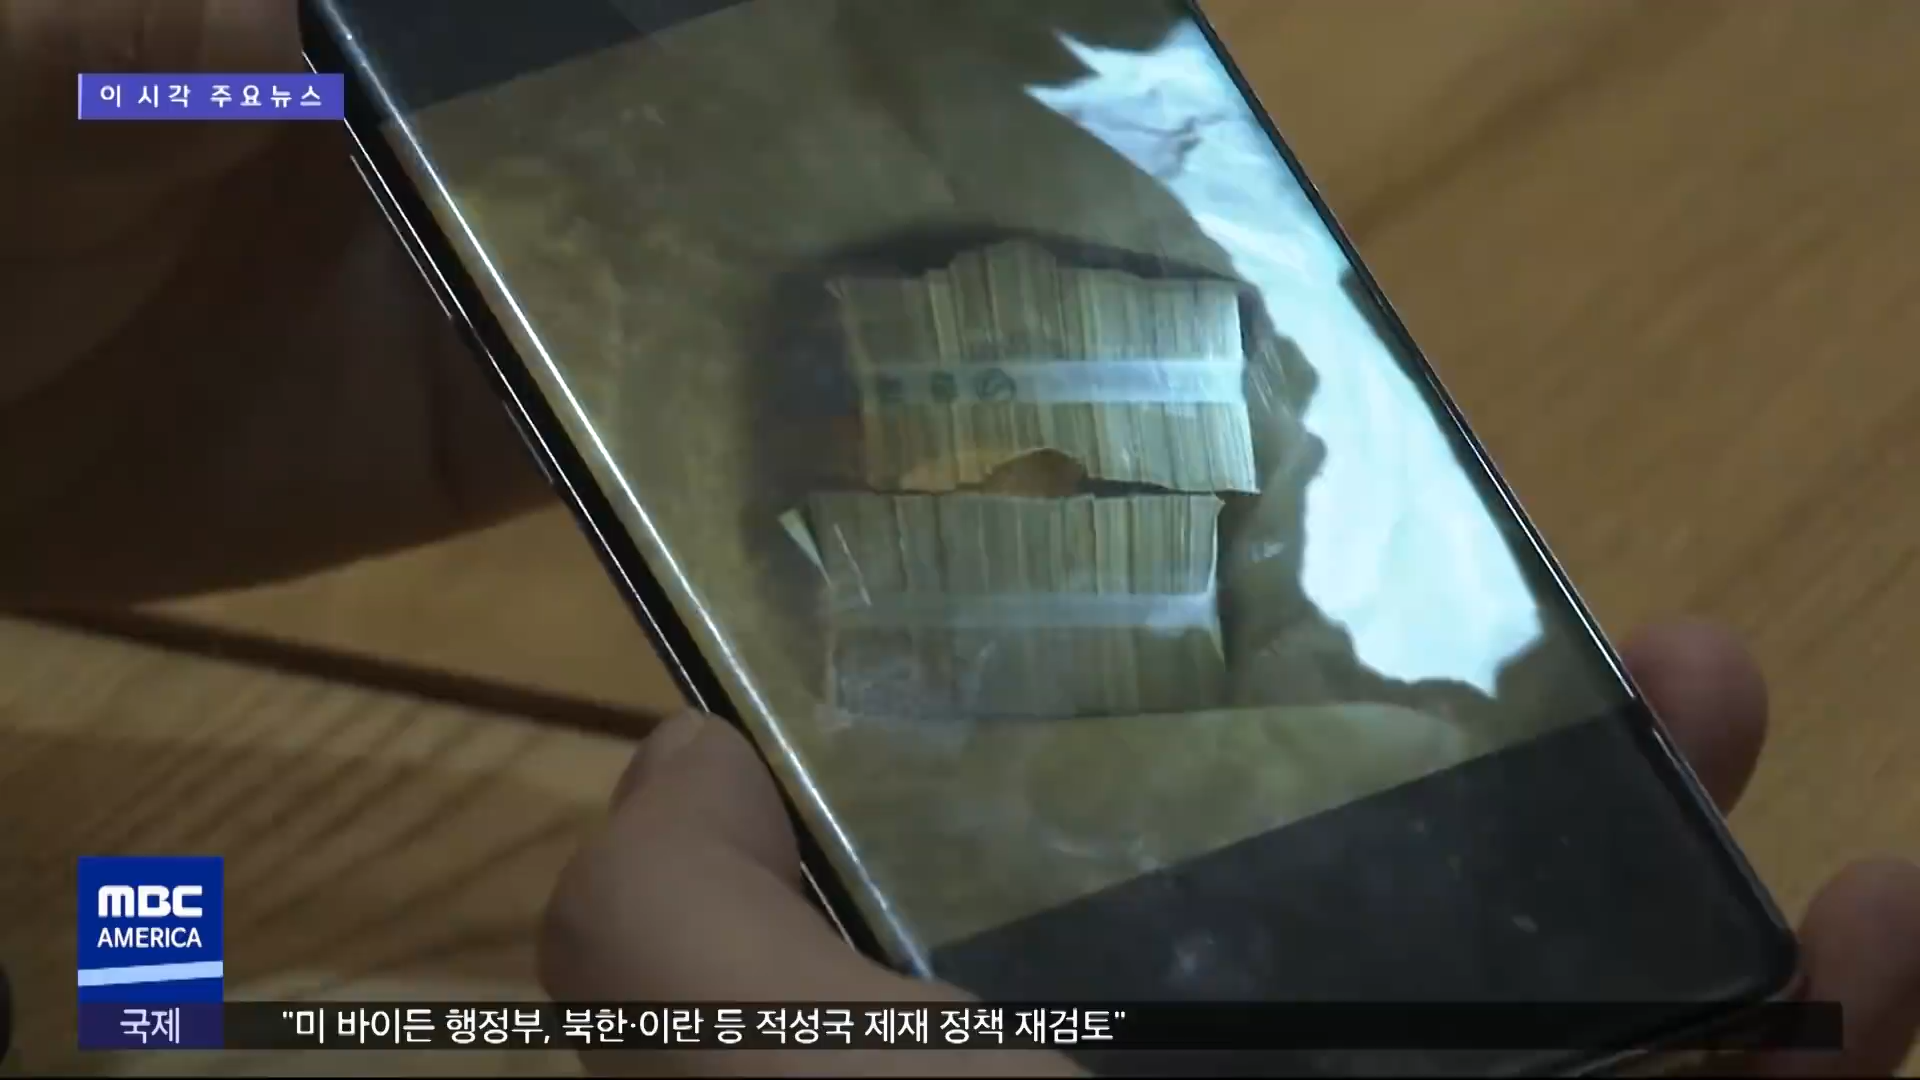 이 시각 주요뉴스
MBC
AMERICA
국제
"미 바이든 행정부, 북한·이란 등 적성국 제재 정책 재검토"